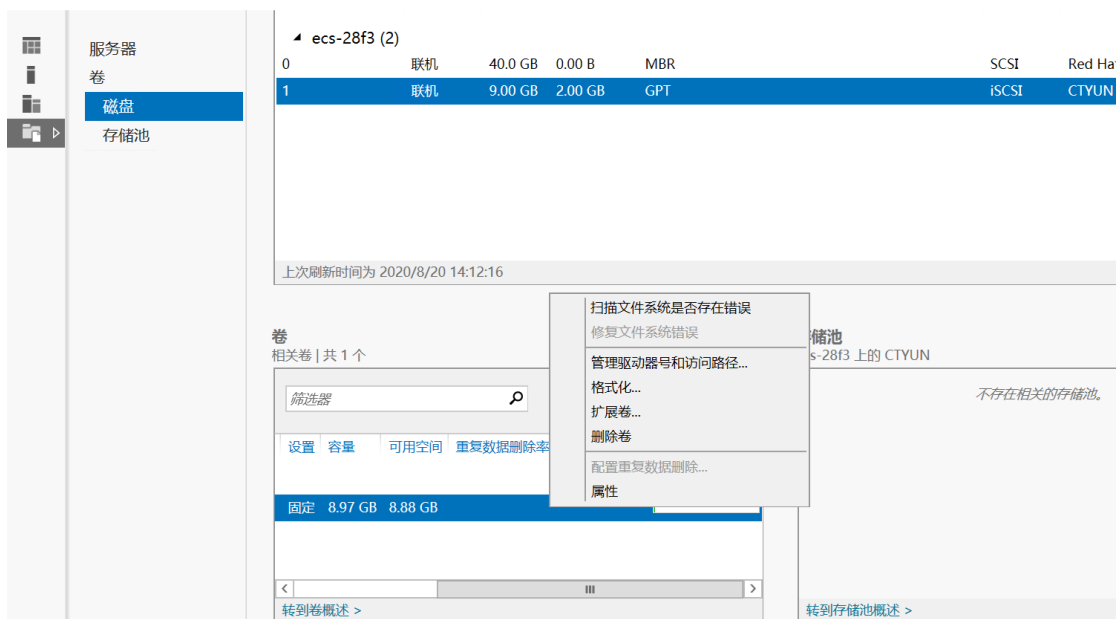 服务器
卷
磁盘
存储池
ecs-28f3 (2)
0 联机 40.0 GB 0.00 B MBR SCSI Red Ha
1 联机 9.00 GB 2.00 GB GPT iSCSI CTYUN
上次刷新时间为 2020/8/20 14:12:16
卷
相关卷 | 共 1 个
筛选器
设置 容量 可用空间 重复数据删除率
固定 8.97 GB 8.88 GB
转到卷概述 >
扫描文件系统是否存在错误
修复文件系统错误
管理驱动器号和访问路径...
格式化...
扩展卷...
删除卷
配置重复数据删除...
属性
储池
s-28f3 上的 CTYUN
不存在相关的存储池。
转到存储池概述 >